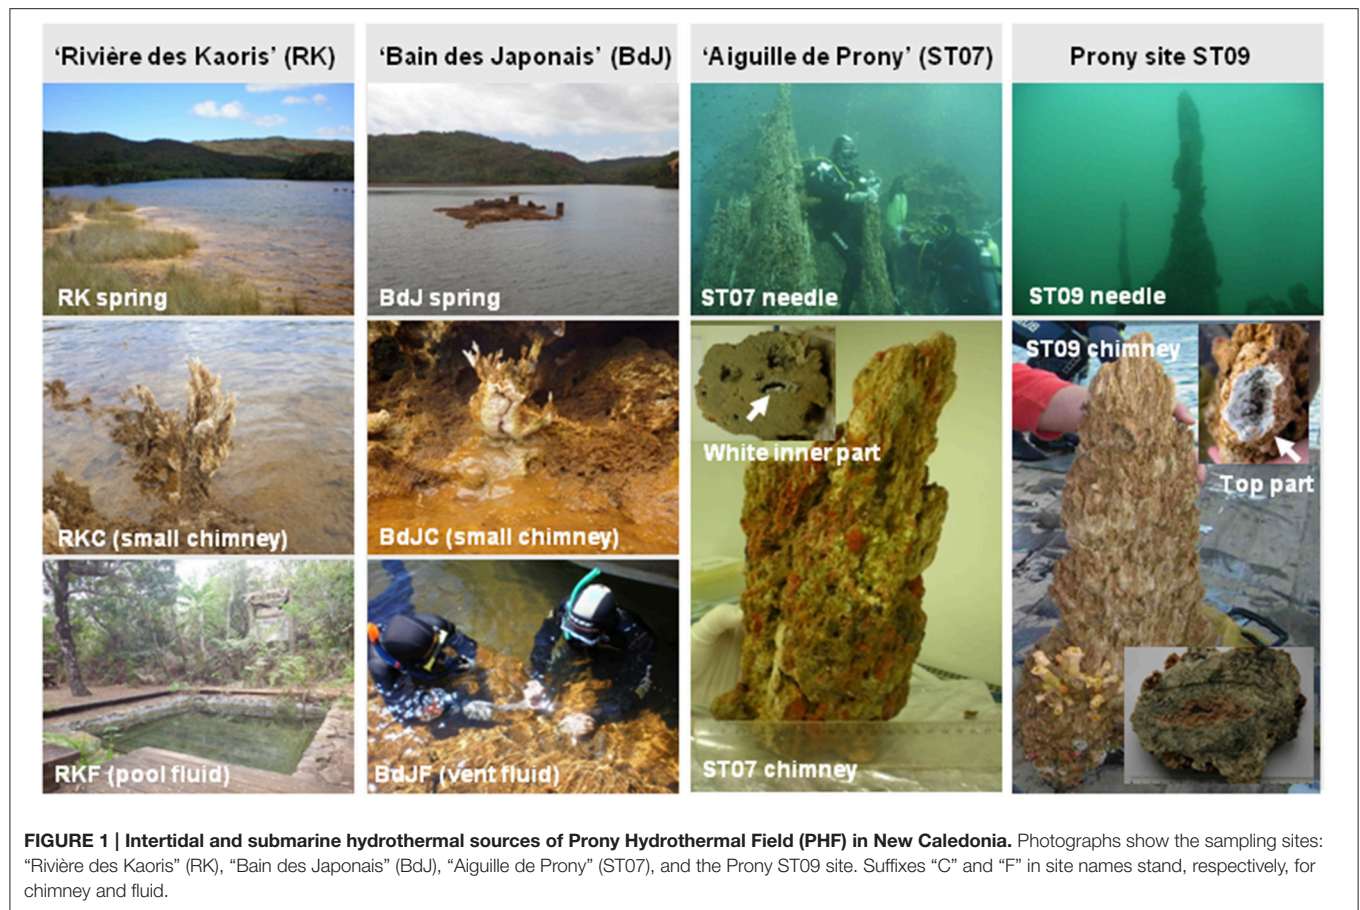 ‘Rivière des Kaoris’ (RK)
‘Bain des Japonais’ (BdJ)
‘Aiguille de Prony’ (ST07)
Prony site ST09
RK spring
BdJ spring
ST07 needle
ST09 needle
RKC (small chimney)
BdJC (small chimney)
White inner part
ST09 chimney
Top part
RKF (pool fluid)
BdJF (vent fluid)
ST07 chimney
FIGURE 1 | Intertidal and submarine hydrothermal sources of Prony Hydrothermal Field (PHF) in New Caledonia. Photographs show the sampling sites:
“Rivière des Kaoris” (RK), “Bain des Japonais” (BdJ), “Aiguille de Prony” (ST07), and the Prony ST09 site. Suffixes “C” and “F” in site names stand, respectively, for
chimney and fluid.